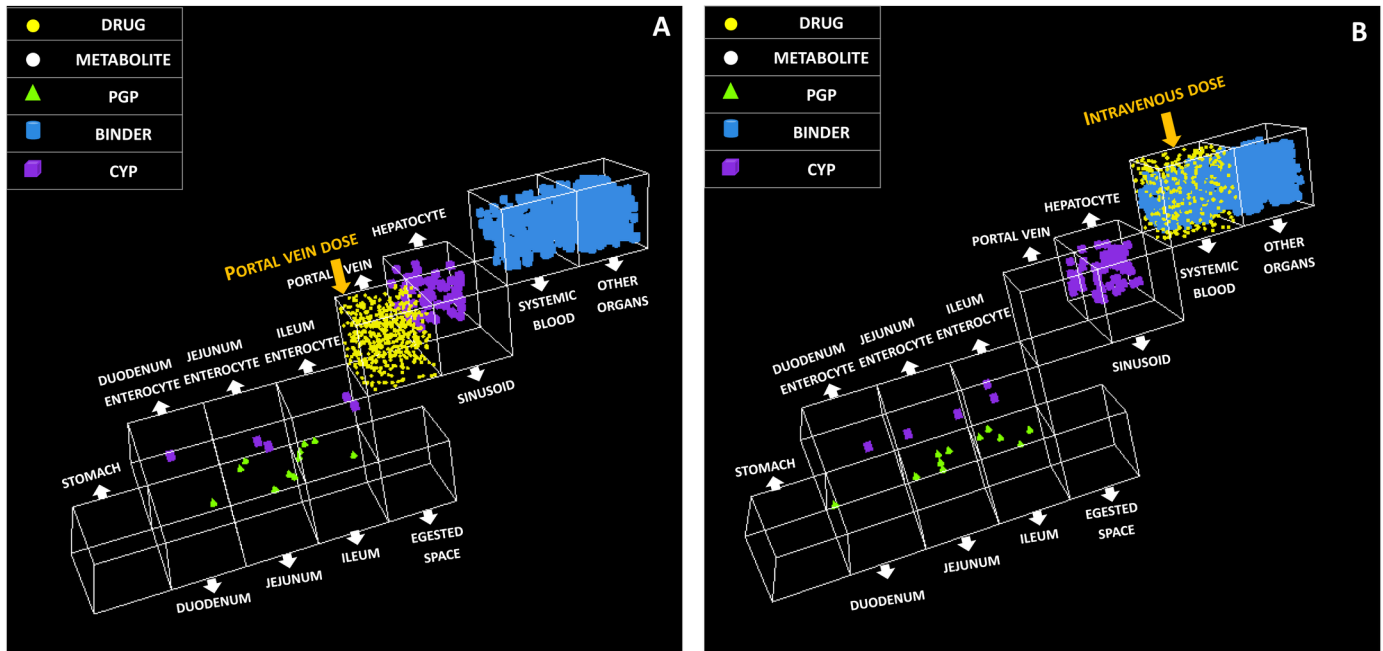 DRUG
METABOLITE
PGP
BINDER
CYP
A
PORTAL VEIN DOSE
HEPATOCYTE
PORTAL VEIN
ILEUM
ENTEROCYTE
JEJUNUM
ENTEROCYTE
DUODENUM
ENTEROCYTE
STOMACH
SYSTEMIC
BLOOD
OTHER
ORGANS
SINUSOID
EGESTED
SPACE
ILEUM
JEJUNUM
DUODENUM
DRUG
METABOLITE
PGP
BINDER
CYP
B
INTRAVENOUS DOSE
HEPATOCYTE
PORTAL VEIN
ILEUM
ENTEROCYTE
JEJUNUM
ENTEROCYTE
DUODENUM
ENTEROCYTE
STOMACH
OTHER
ORGANS
SYSTEMIC
BLOOD
SINUSOID
EGESTED
SPACE
ILEUM
JEJUNUM
DUODENUM